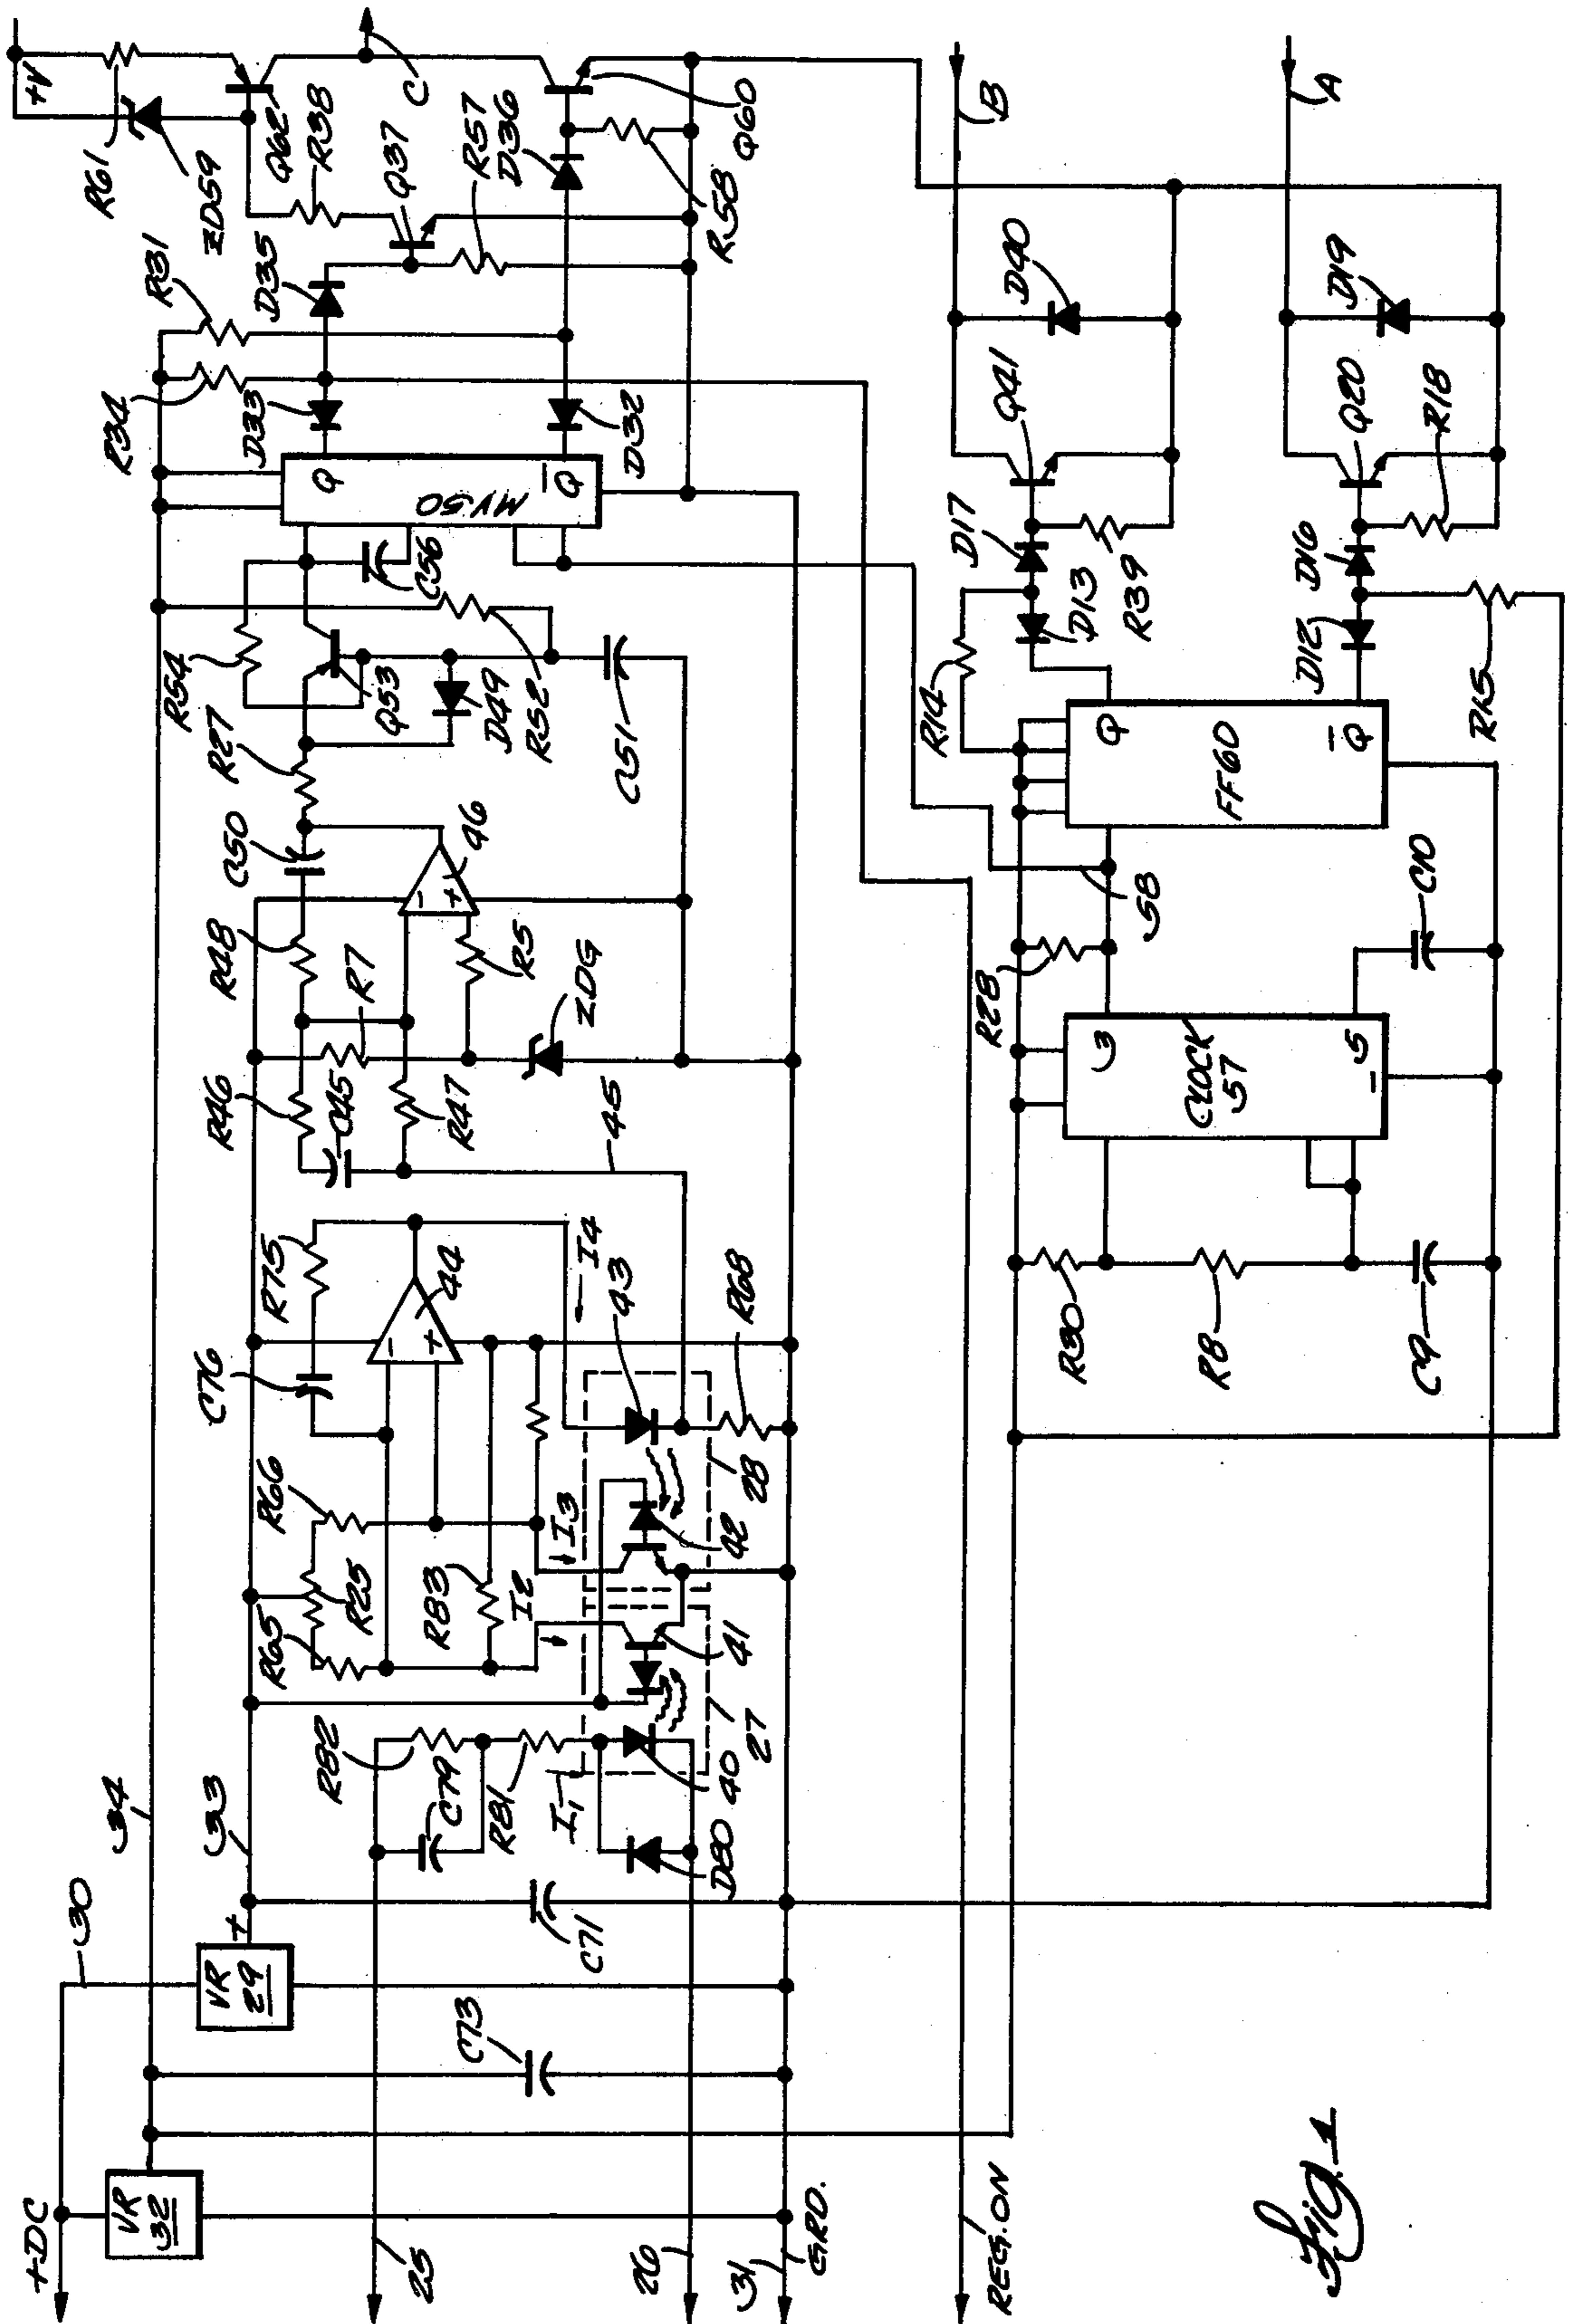 +DC
VR
32
30
VR
29
+
34
33
C73
C71
25
26
31
GRD.
REG.ON
R82
C79
R81
I1
D80
40
27
41
R65
R25
R66
R83
I2
I3
42
28
C76
R75
44
-
+
I4
43
R68
45
R46
C45
R47
R48
R7
C50
46
-
+
R5
ZD6
R27
R54
Q53
D49
R52
C51
C56
MV50
Q
Q̅
R34
D33
D32
R31
D35
R61
ZD59
Q62
R38
Q37
R57
D36
R58
Q60
+V
C
B
A
D40
Q41
D17
R14
D13
R39
D19
Q20
R18
D16
D12
R15
Q
FF60
Q̅
58
R28
C10
3
CLOCK
57
5
-
R30
R8
C9
Fig-1